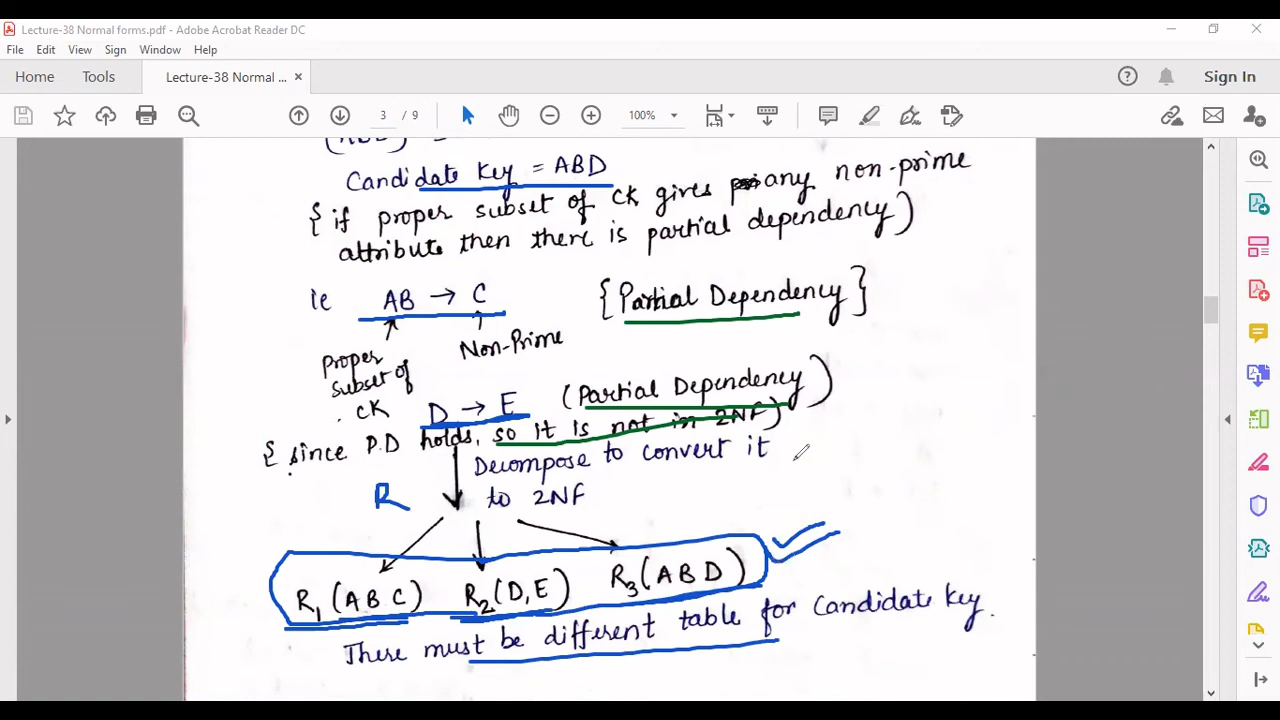 Lecture-38 Normal forms.pdf - Adobe Acrobat Reader DC
File Edit View Sign Window Help
Home Tools Lecture-38 Normal ... × Sign In
3 / 9 100%
Candidate Key = ABD
{ if proper subset of CK gives any non-prime
attribute then there is partial dependency)
ie AB → C {Partial Dependency}
Proper
subset of
CK
Non-Prime
D → E (Partial Dependency)
{ since P.D holds, so it is not in 2NF)
Decompose to convert it
to 2NF
R
R1 (ABC) R2 (D, E) R3 (ABD)
There must be different table for Candidate Key.